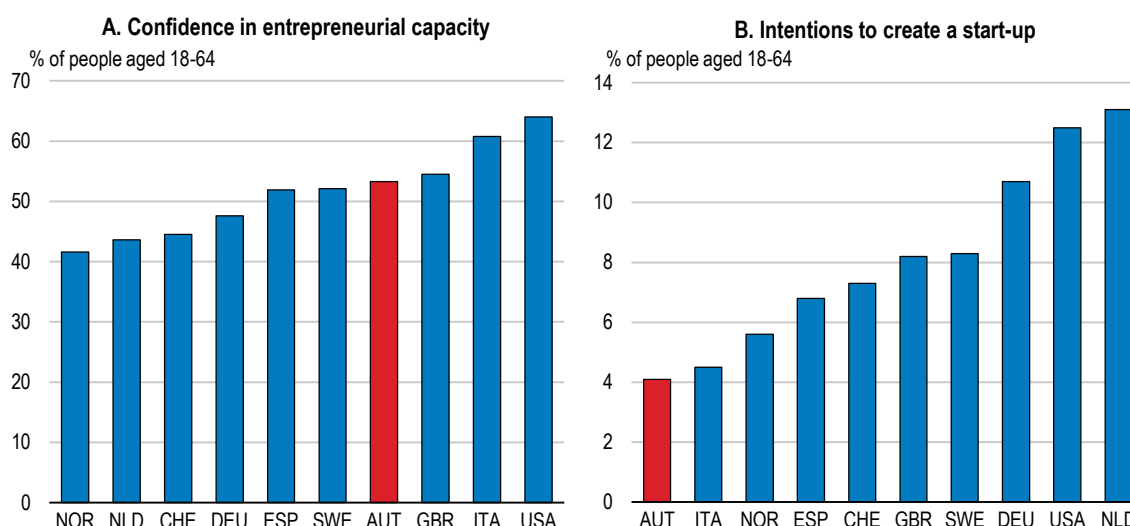 A. Confidence in entrepreneurial capacity
% of people aged 18-64
70
60
50
40
30
20
10
0
NOR NLD CHE DEU ESP SWE AUT GBR ITA USA
B. Intentions to create a start-up
% of people aged 18-64
14
12
10
8
6
4
2
0
AUT ITA NOR ESP CHE GBR SWE DEU USA NLD